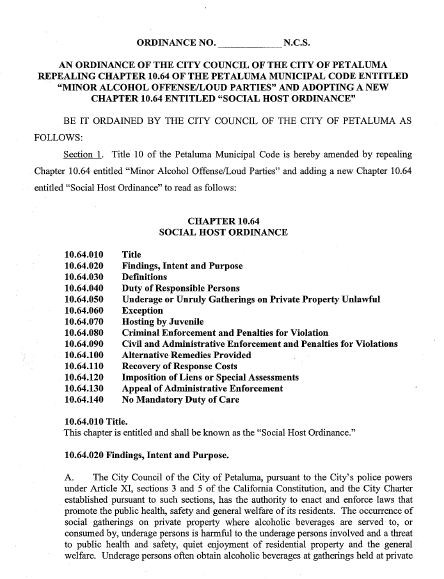 ORDINANCE NO. ____________ N.C.S.
AN ORDINANCE OF THE CITY COUNCIL OF THE CITY OF PETALUMA
REPEALING CHAPTER 10.64 OF THE PETALUMA MUNICIPAL CODE ENTITLED
“MINOR ALCOHOL OFFENSE/LOUD PARTIES” AND ADOPTING A NEW
CHAPTER 10.64 ENTITLED “SOCIAL HOST ORDINANCE”
BE IT ORDAINED BY THE CITY COUNCIL OF THE CITY OF PETALUMA AS
FOLLOWS:
Section 1. Title 10 of the Petaluma Municipal Code is hereby amended by repealing
Chapter 10.64 entitled “Minor Alcohol Offense/Loud Parties” and adding a new Chapter 10.64
entitled “Social Host Ordinance” to read as follows:
CHAPTER 10.64
SOCIAL HOST ORDINANCE
10.64.010 Title
10.64.020 Findings, Intent and Purpose
10.64.030 Definitions
10.64.040 Duty of Responsible Persons
10.64.050 Underage or Unruly Gatherings on Private Property Unlawful
10.64.060 Exception
10.64.070 Hosting by Juvenile
10.64.080 Criminal Enforcement and Penalties for Violation
10.64.090 Civil and Administrative Enforcement and Penalties for Violations
10.64.100 Alternative Remedies Provided
10.64.110 Recovery of Response Costs
10.64.120 Imposition of Liens or Special Assessments
10.64.130 Appeal of Administrative Enforcement
10.64.140 No Mandatory Duty of Care
10.64.010 Title.
This chapter is entitled and shall be known as the “Social Host Ordinance.”
10.64.020 Findings, Intent and Purpose.
A. The City Council of the City of Petaluma, pursuant to the City’s police powers
under Article XI, sections 3 and 5 of the California Constitution, and the City Charter
established pursuant to such sections, has the authority to enact and enforce laws that
promote the public health, safety and general welfare of its residents. The occurrence of
social gatherings on private property where alcoholic beverages are served to, or
consumed by, underage persons is harmful to the underage persons involved and a threat
to public health and safety, quiet enjoyment of residential property and the general
welfare. Underage persons often obtain alcoholic beverages at gatherings held at private